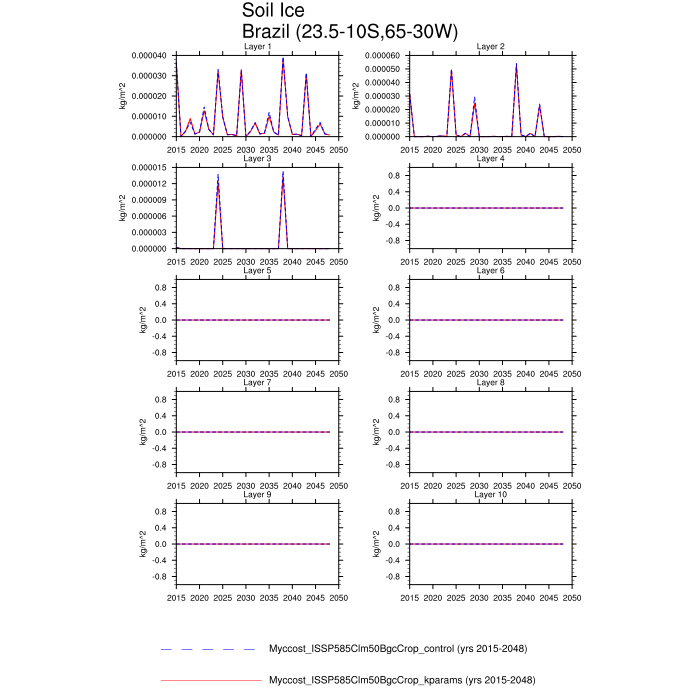 Soil Ice
Brazil (23.5-10S,65-30W)
Layer 1
Layer 2
kg/m^2
0.000040
0.000030
0.000020
0.000010
0.000000
2015 2020 2025 2030 2035 2040 2045 2050
kg/m^2
0.000060
0.000050
0.000040
0.000030
0.000020
0.000010
0.000000
2015 2020 2025 2030 2035 2040 2045 2050
Layer 3
Layer 4
kg/m^2
0.000015
0.000012
0.000009
0.000006
0.000003
0.000000
2015 2020 2025 2030 2035 2040 2045 2050
kg/m^2
0.8
0.4
0.0
-0.4
-0.8
2015 2020 2025 2030 2035 2040 2045 2050
Layer 5
Layer 6
kg/m^2
0.8
0.4
0.0
-0.4
-0.8
2015 2020 2025 2030 2035 2040 2045 2050
kg/m^2
0.8
0.4
0.0
-0.4
-0.8
2015 2020 2025 2030 2035 2040 2045 2050
Layer 7
Layer 8
kg/m^2
0.8
0.4
0.0
-0.4
-0.8
2015 2020 2025 2030 2035 2040 2045 2050
kg/m^2
0.8
0.4
0.0
-0.4
-0.8
2015 2020 2025 2030 2035 2040 2045 2050
Layer 9
Layer 10
kg/m^2
0.8
0.4
0.0
-0.4
-0.8
2015 2020 2025 2030 2035 2040 2045 2050
kg/m^2
0.8
0.4
0.0
-0.4
-0.8
2015 2020 2025 2030 2035 2040 2045 2050
Myccost_ISSP585Clm50BgcCrop_control (yrs 2015-2048)
Myccost_ISSP585Clm50BgcCrop_kparams (yrs 2015-2048)